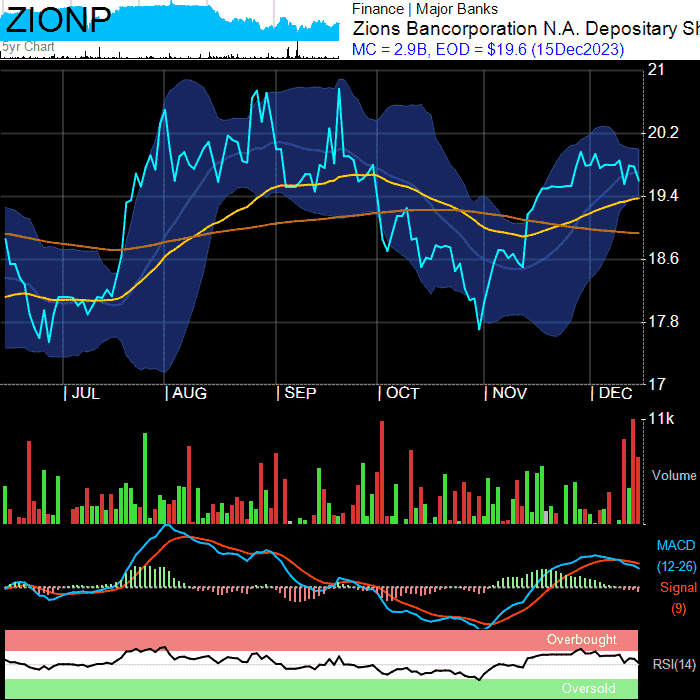 ZIONP
5yr Chart
Finance | Major Banks
Zions Bancorporation N.A. Depositary Sh
MC = 2.9B, EOD = $19.6 (15Dec2023)
21
20.2
19.4
18.6
17.8
17
| JUL | AUG | SEP | OCT | NOV | DEC
11k
Volume
MACD
(12-26)
Signal
(9)
Overbought
RSI(14)
Oversold